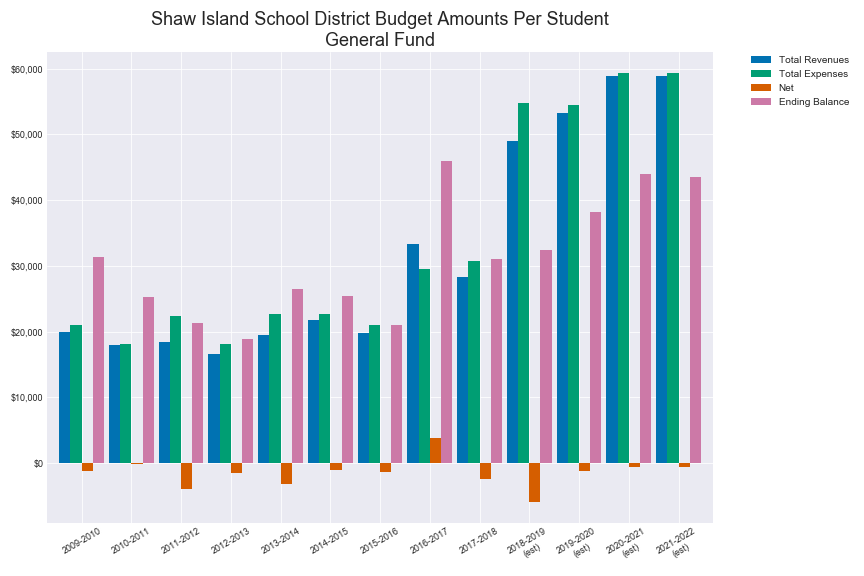 Shaw Island School District Budget Amounts Per Student
General Fund
Total Revenues
Total Expenses
Net
Ending Balance
$60,000
$50,000
$40,000
$30,000
$20,000
$10,000
$0
2009-2010
2010-2011
2011-2012
2012-2013
2013-2014
2014-2015
2015-2016
2016-2017
2017-2018
2018-2019
(est)
2019-2020
(est)
2020-2021
(est)
2021-2022
(est)